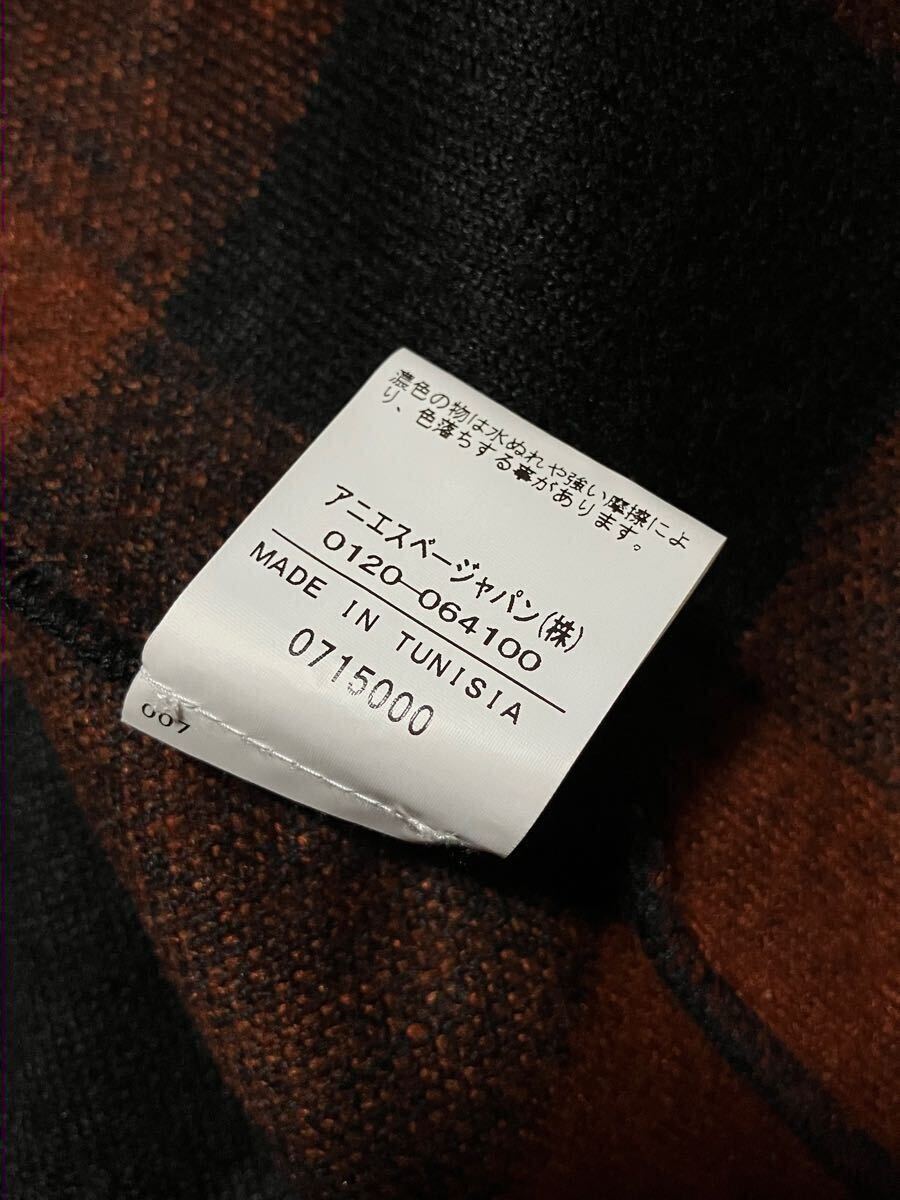 濃色の物は水ぬれや強い摩擦によ
り、色落ちする事があります。
アニエスベージャパン(株)
0120-064100
MADE IN TUNISIA
0715000
007